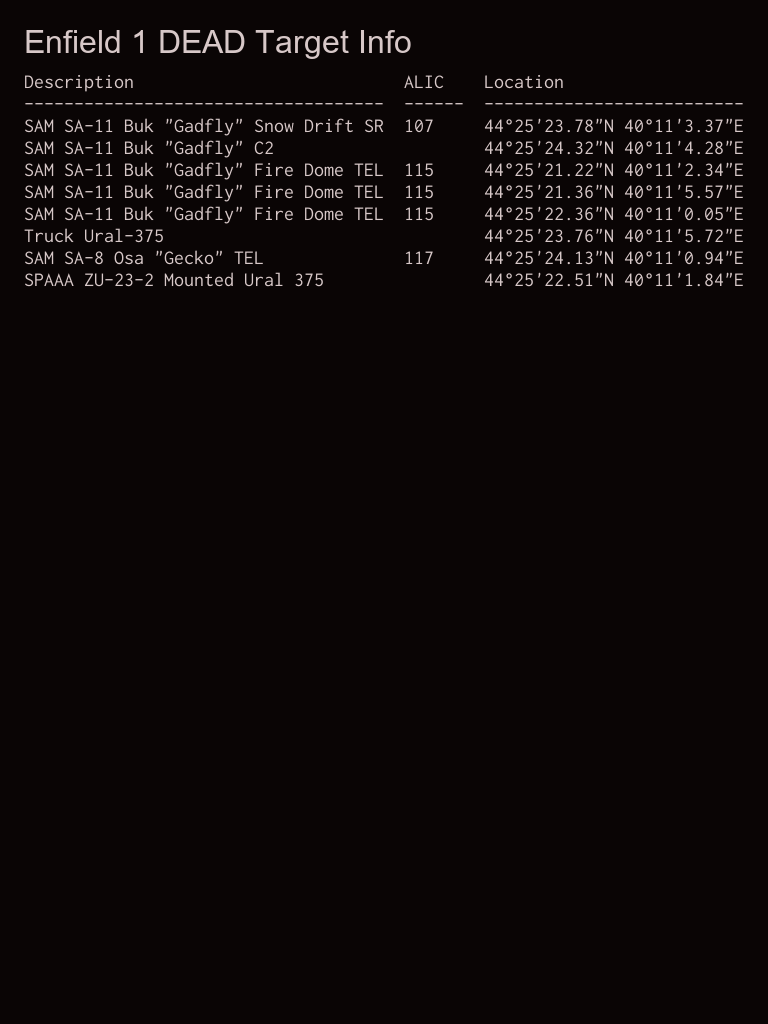 Enfield 1 DEAD Target Info
Description ALIC Location
------------------------------------ ------ --------------------------
SAM SA-11 Buk "Gadfly" Snow Drift SR 107 44°25'23.78"N 40°11'3.37"E
SAM SA-11 Buk "Gadfly" C2 44°25'24.32"N 40°11'4.28"E
SAM SA-11 Buk "Gadfly" Fire Dome TEL 115 44°25'21.22"N 40°11'2.34"E
SAM SA-11 Buk "Gadfly" Fire Dome TEL 115 44°25'21.36"N 40°11'5.57"E
SAM SA-11 Buk "Gadfly" Fire Dome TEL 115 44°25'22.36"N 40°11'0.05"E
Truck Ural-375 44°25'23.76"N 40°11'5.72"E
SAM SA-8 Osa "Gecko" TEL 117 44°25'24.13"N 40°11'0.94"E
SPAAA ZU-23-2 Mounted Ural 375 44°25'22.51"N 40°11'1.84"E